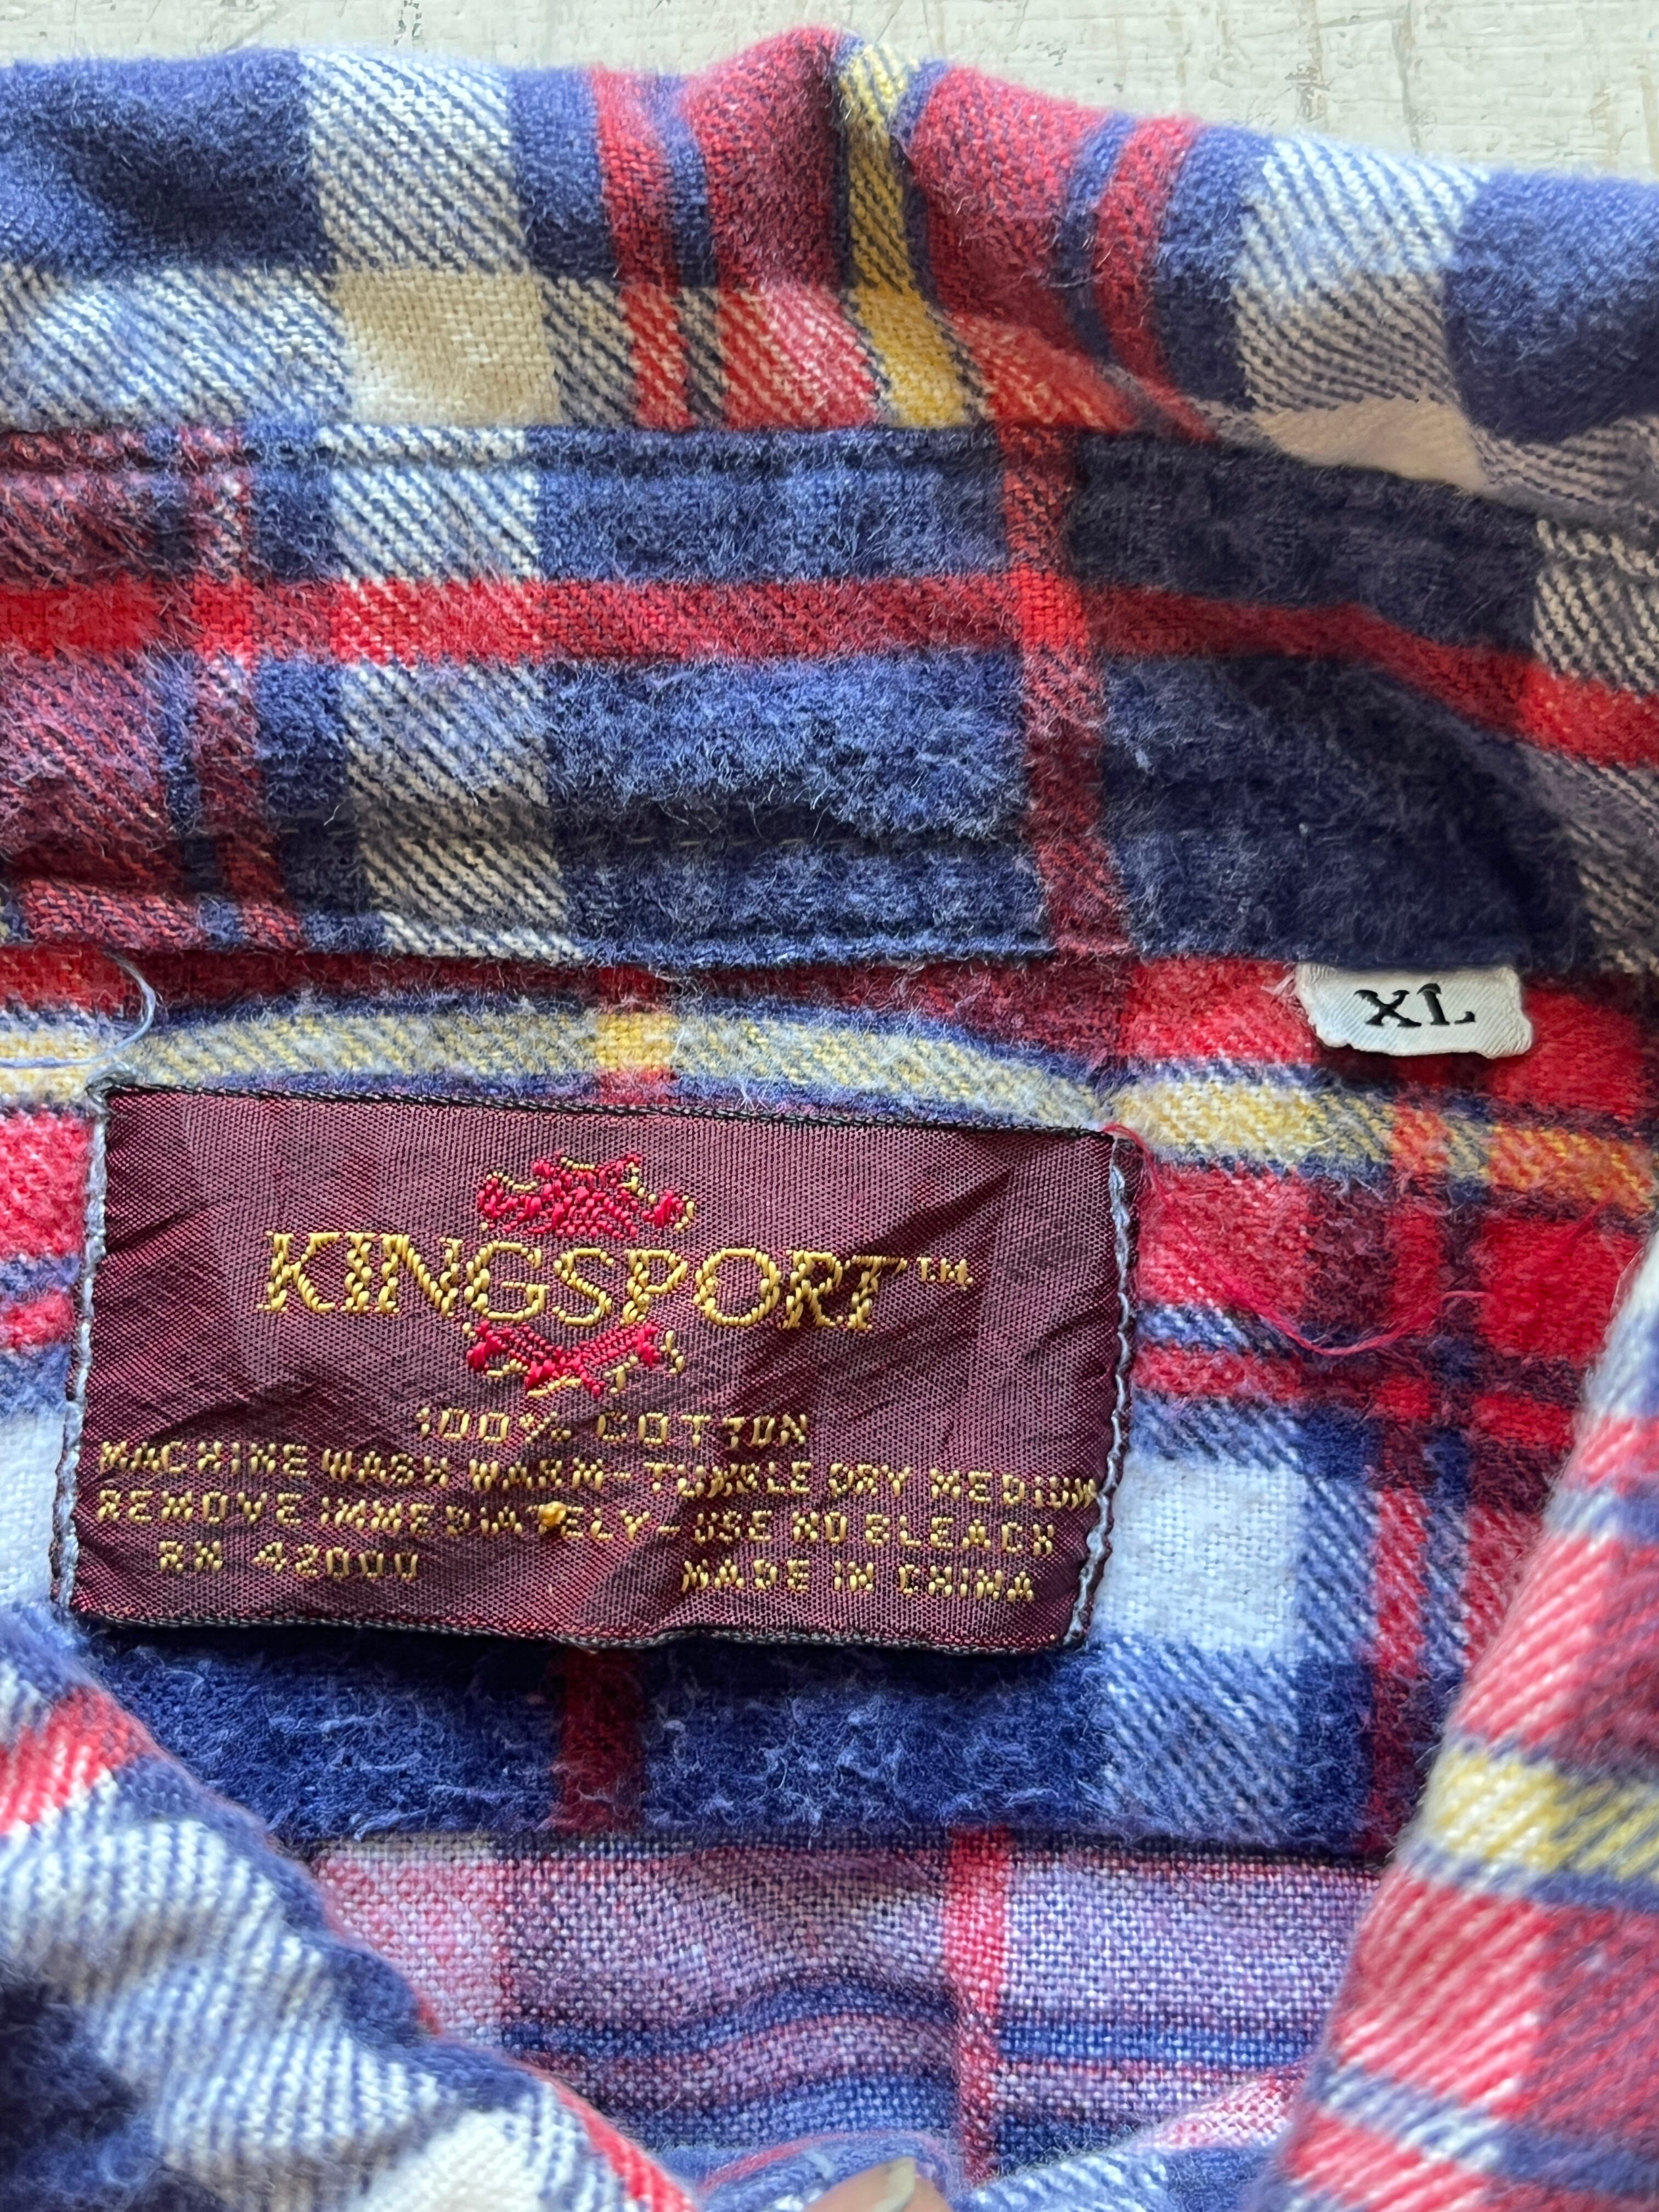 XL
KINGSPORT T.M.
100% COTTON
MACHINE WASH WARM - TUMBLE DRY MEDIUM
REMOVE IMMEDIATELY - USE NO BLEACH
RN 42000 MADE IN CHINA